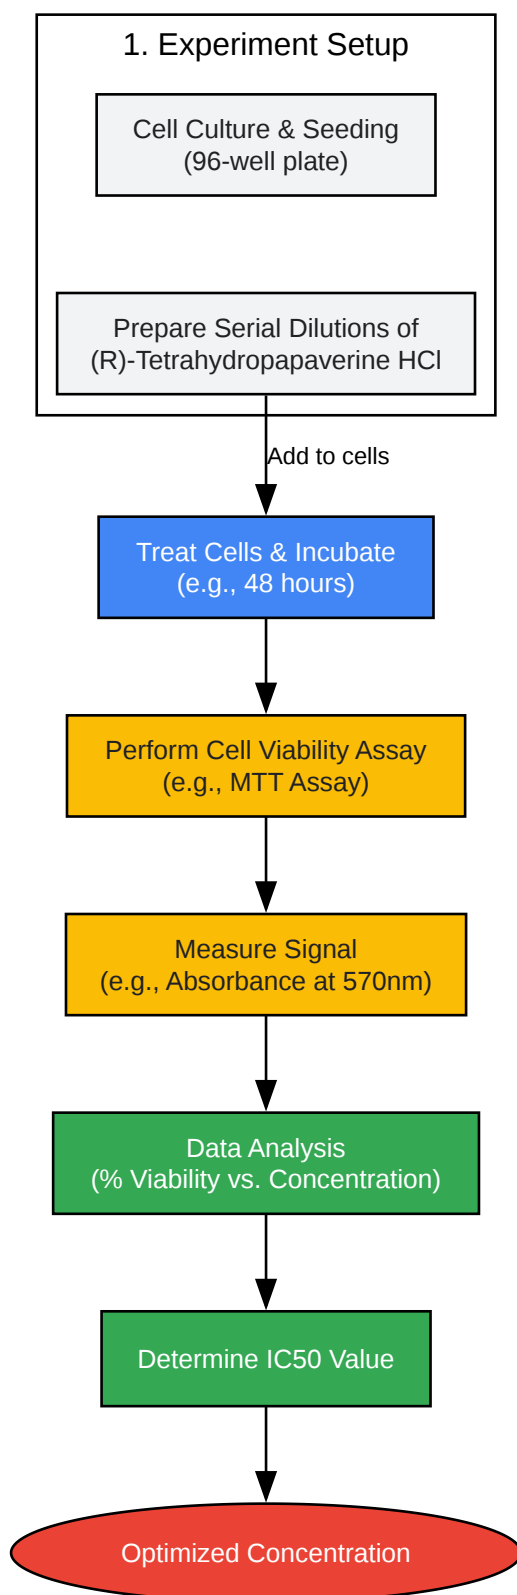 1. Experiment Setup
Cell Culture & Seeding
(96-well plate)
Prepare Serial Dilutions of
(R)-Tetrahydropapaverine HCl
Add to cells
Treat Cells & Incubate
(e.g., 48 hours)
Perform Cell Viability Assay
(e.g., MTT Assay)
Measure Signal
(e.g., Absorbance at 570nm)
Data Analysis
(% Viability vs. Concentration)
Determine IC50 Value
Optimized Concentration